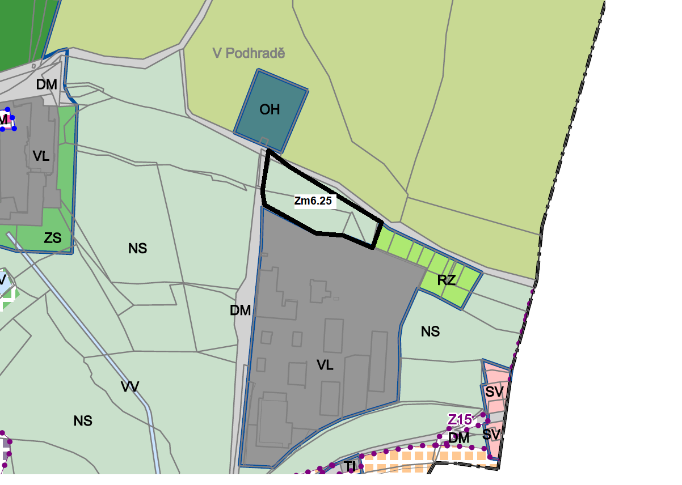 V Podhradě
DM
OH
M
VL
Zm6.25
ZS
NS
RZ
V
DM
NS
VL
VV
SV
NS
Z15
DM
SV
TI